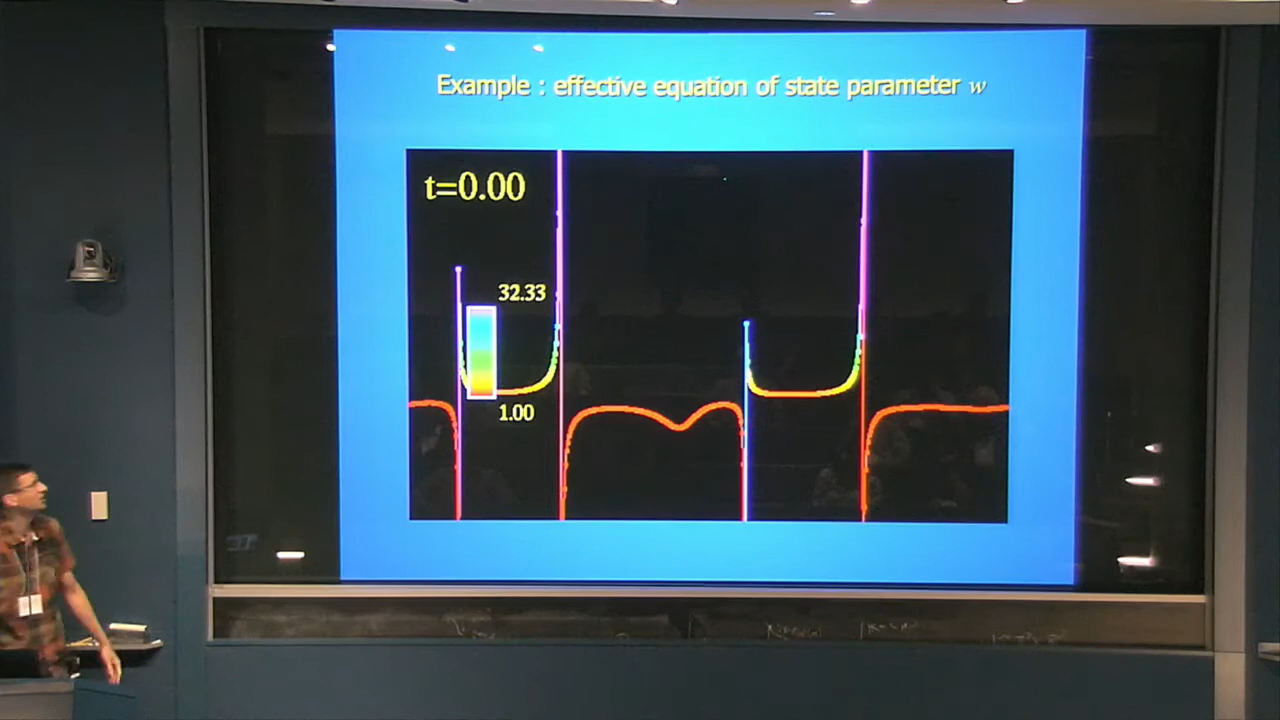 Example : effective equation of state parameter w
t=0.00
32.33
1.00